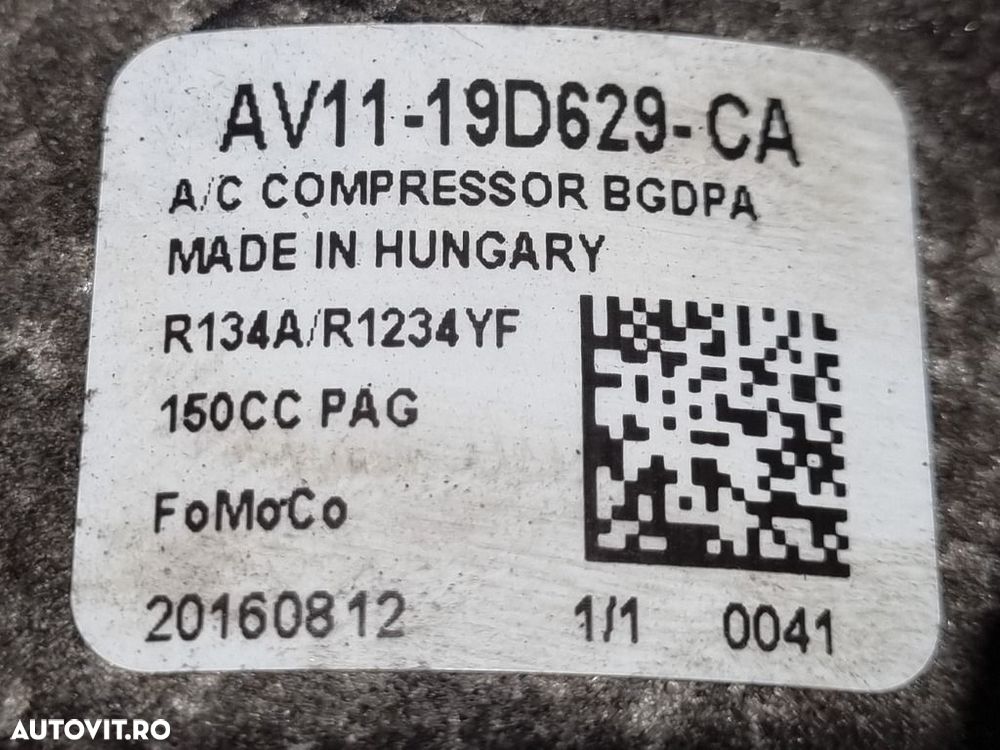 AV11-19D629-CA
A/C COMPRESSOR BGDPA
MADE IN HUNGARY
R134A/R1234YF
150CC PAG
FoMoCo
20160812 1/1 0041
AUTOVIT.RO